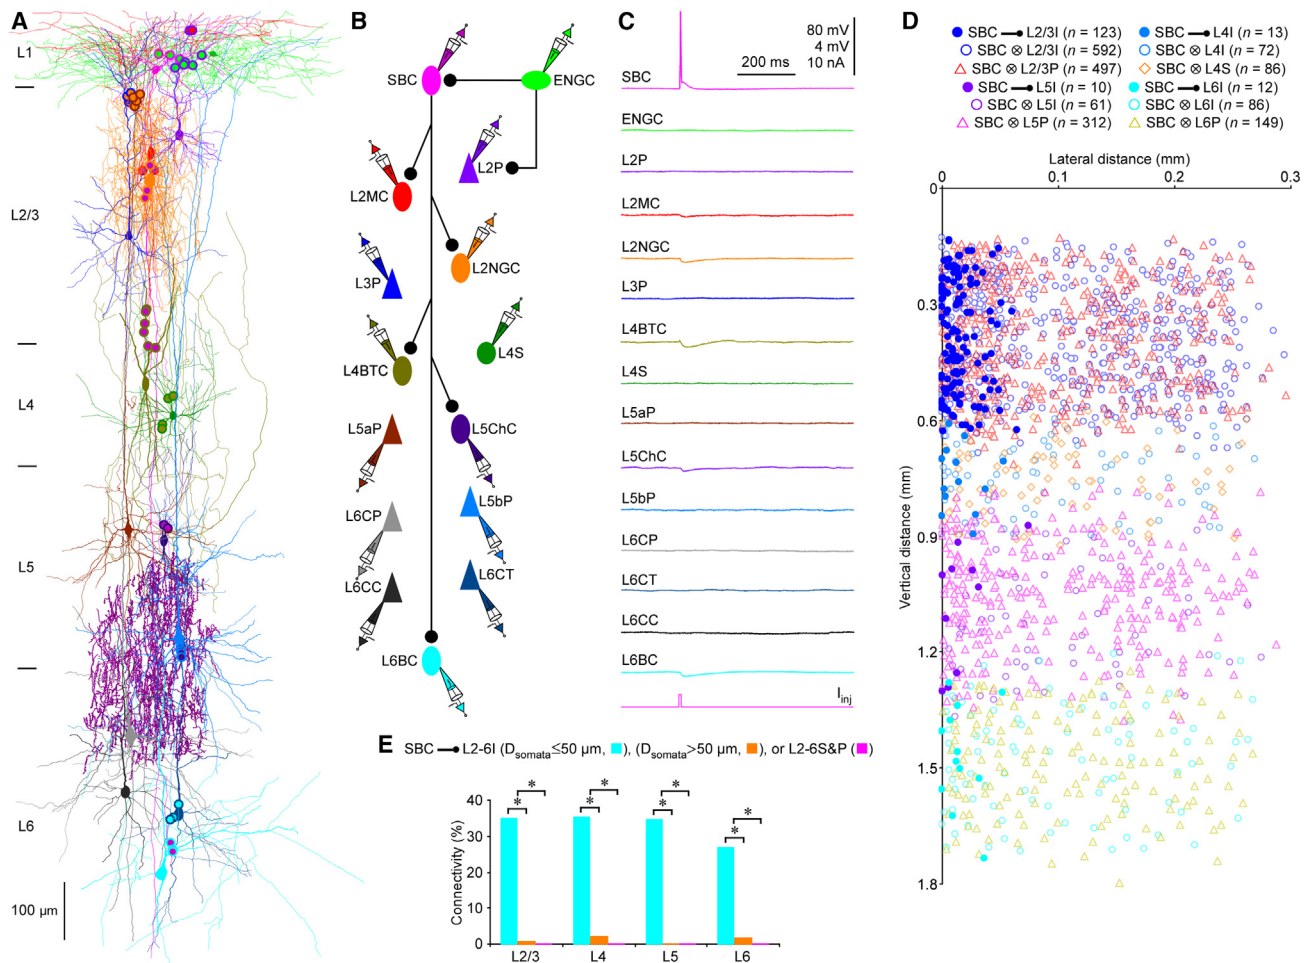 A
L1
L2/3
L4
L5
L6
100 μm
B
SBC
ENGC
L2P
L2MC
L2NGC
L3P
L4BTC
L4S
L5aP
L5ChC
L6CP
L5bP
L6CC
L6CT
L6BC
C
80 mV
4 mV
10 nA
200 ms
SBC
ENGC
L2P
L2MC
L2NGC
L3P
L4BTC
L4S
L5aP
L5ChC
L5bP
L6CP
L6CT
L6CC
L6BC
Iinj
D
SBC L2/3I (n = 123)
SBC ⊗ L2/3I (n = 592)
SBC ⊗ L2/3P (n = 497)
SBC L5I (n = 10)
SBC ⊗ L5I (n = 61)
SBC ⊗ L5P (n = 312)
SBC L4I (n = 13)
SBC ⊗ L4I (n = 72)
SBC ⊗ L4S (n = 86)
SBC L6I (n = 12)
SBC ⊗ L6I (n = 86)
SBC ⊗ L6P (n = 149)
Lateral distance (mm)
0 0.1 0.2 0.3
0
0.3
0.6
0.9
1.2
1.5
1.8
Vertical distance (mm)
E
SBC L2-6I (Dsomata≤50 μm, ), (Dsomata>50 μm, ), or L2-6S&P ( )
Connectivity (%)
40
30
20
10
0
* * * *
* * * *
L2/3 L4 L5 L6